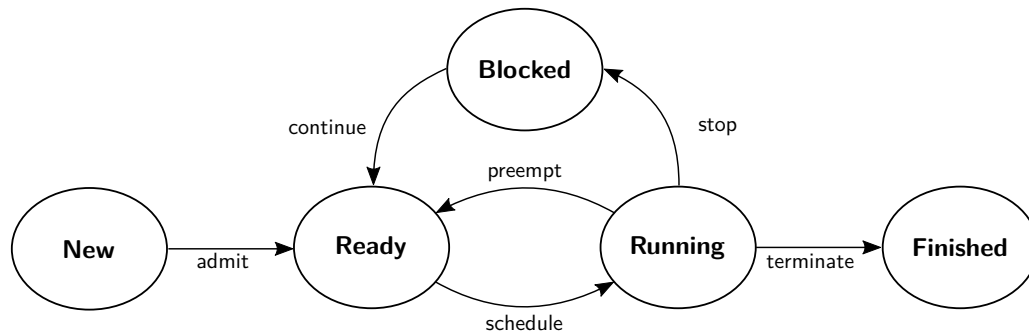 Blocked
continue
stop
preempt
New
admit
Ready
Running
terminate
Finished
schedule